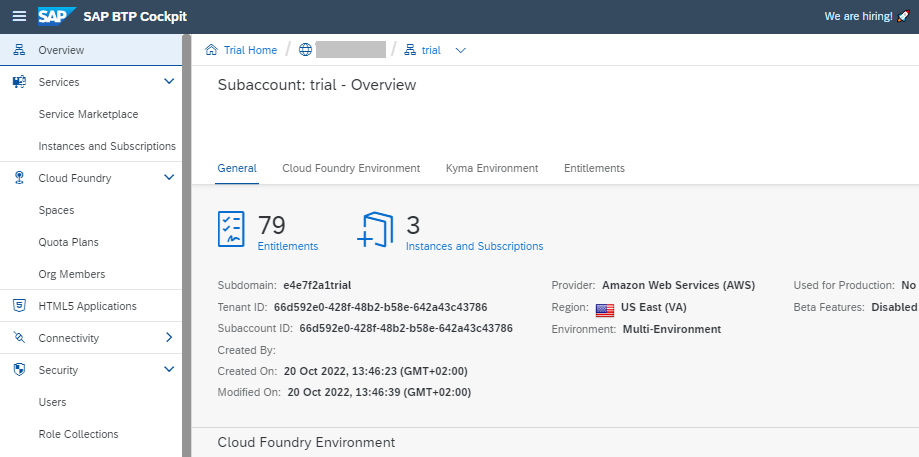 SAP SAP BTP Cockpit We are hiring!
Overview
Services
Service Marketplace
Instances and Subscriptions
Cloud Foundry
Spaces
Quota Plans
Org Members
HTML5 Applications
Connectivity
Security
Users
Role Collections
Trial Home / / trial
Subaccount: trial - Overview
General Cloud Foundry Environment Kyma Environment Entitlements
79
Entitlements
3
Instances and Subscriptions
Subdomain: e4e7f2a1trial
Tenant ID: 66d592e0-428f-48b2-b58e-642a43c43786
Subaccount ID: 66d592e0-428f-48b2-b58e-642a43c43786
Created By:
Created On: 20 Oct 2022, 13:46:23 (GMT+02:00)
Modified On: 20 Oct 2022, 13:46:39 (GMT+02:00)
Provider: Amazon Web Services (AWS)
Region: US East (VA)
Environment: Multi-Environment
Used for Production: No
Beta Features: Disabled
Cloud Foundry Environment